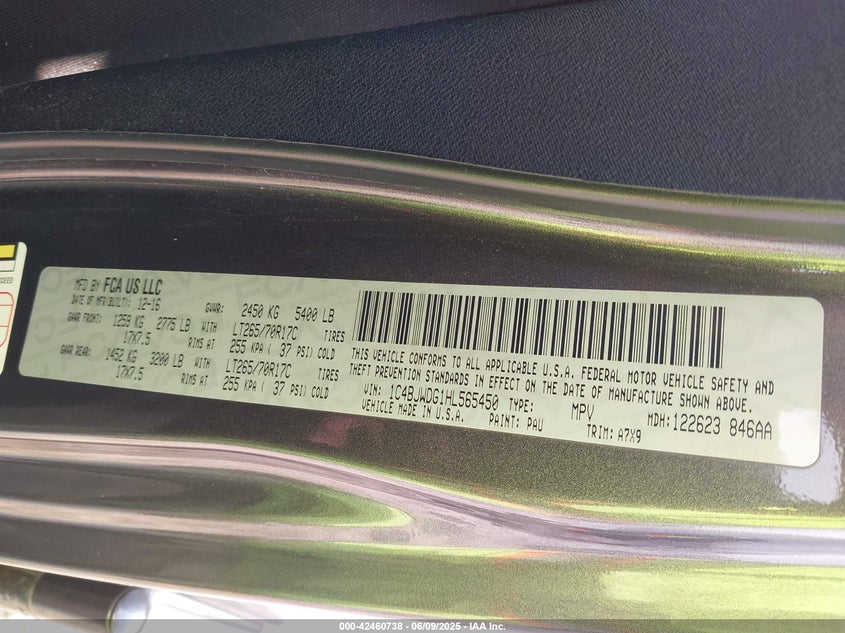 MFD BY FCA US LLC
DATE OF MFR(BUILT): 12-16 GVWR: 2450 KG 5400 LB
GAWR FRONT: 1259 KG 2775 LB WITH LT265/70R17C TIRES
17X7.5 RIMS AT 255 KPA ( 37 PSI) COLD
GAWR REAR: 1452 KG 3200 LB WITH LT265/70R17C TIRES
17X7.5 RIMS AT 255 KPA ( 37 PSI) COLD
THIS VEHICLE CONFORMS TO ALL APPLICABLE U.S.A. FEDERAL MOTOR VEHICLE SAFETY AND
THEFT PREVENTION STANDARDS IN EFFECT ON THE DATE OF MANUFACTURE SHOWN ABOVE.
VIN: 1C4BJWDG1HL565450 TYPE: MPV MDH: 122623 846AA
VEHICLE MADE IN U.S.A. PAINT: PAU TRIM: A7X9
000-42460738 - 06/09/2025 - IAA Inc.